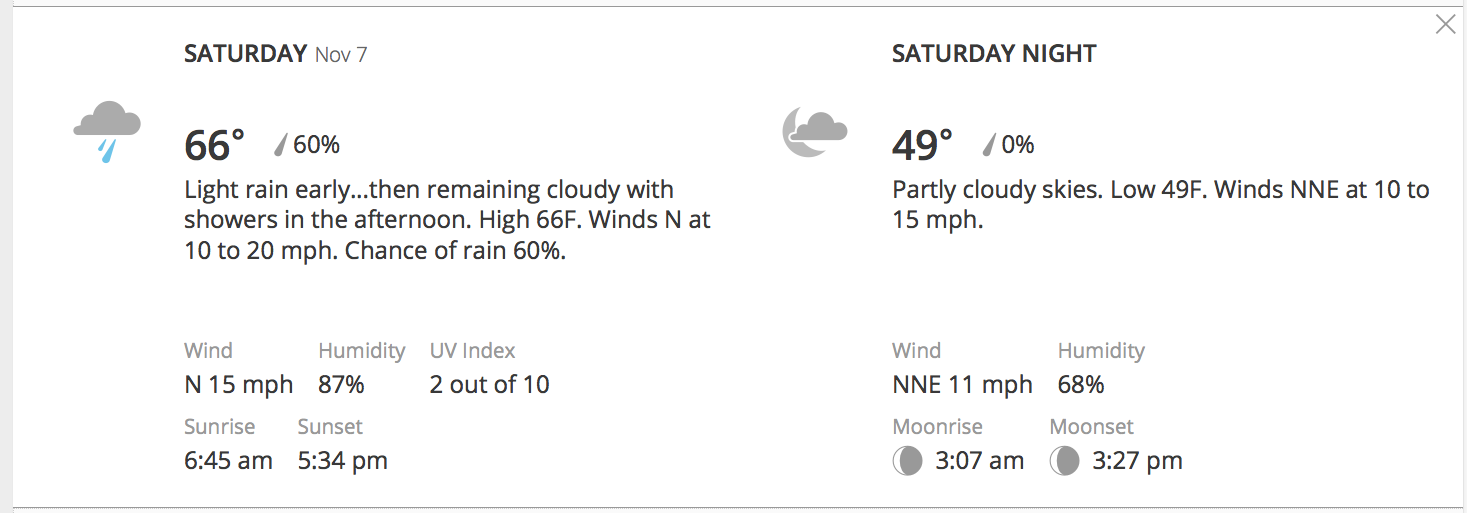 SATURDAY Nov 7
66° 60%
Light rain early...then remaining cloudy with
showers in the afternoon. High 66F. Winds N at
10 to 20 mph. Chance of rain 60%.
Wind Humidity UV Index
N 15 mph 87% 2 out of 10
Sunrise Sunset
6:45 am 5:34 pm
SATURDAY NIGHT
49° 0%
Partly cloudy skies. Low 49F. Winds NNE at 10 to
15 mph.
Wind Humidity
NNE 11 mph 68%
Moonrise Moonset
3:07 am 3:27 pm